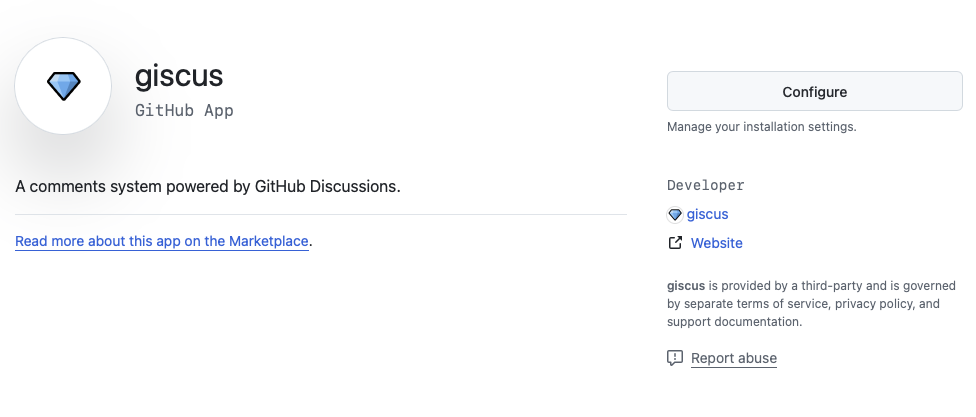 giscus
GitHub App
A comments system powered by GitHub Discussions.
Read more about this app on the Marketplace.
Configure
Manage your installation settings.
Developer
giscus
Website
giscus is provided by a third-party and is governed
by separate terms of service, privacy policy, and
support documentation.
Report abuse